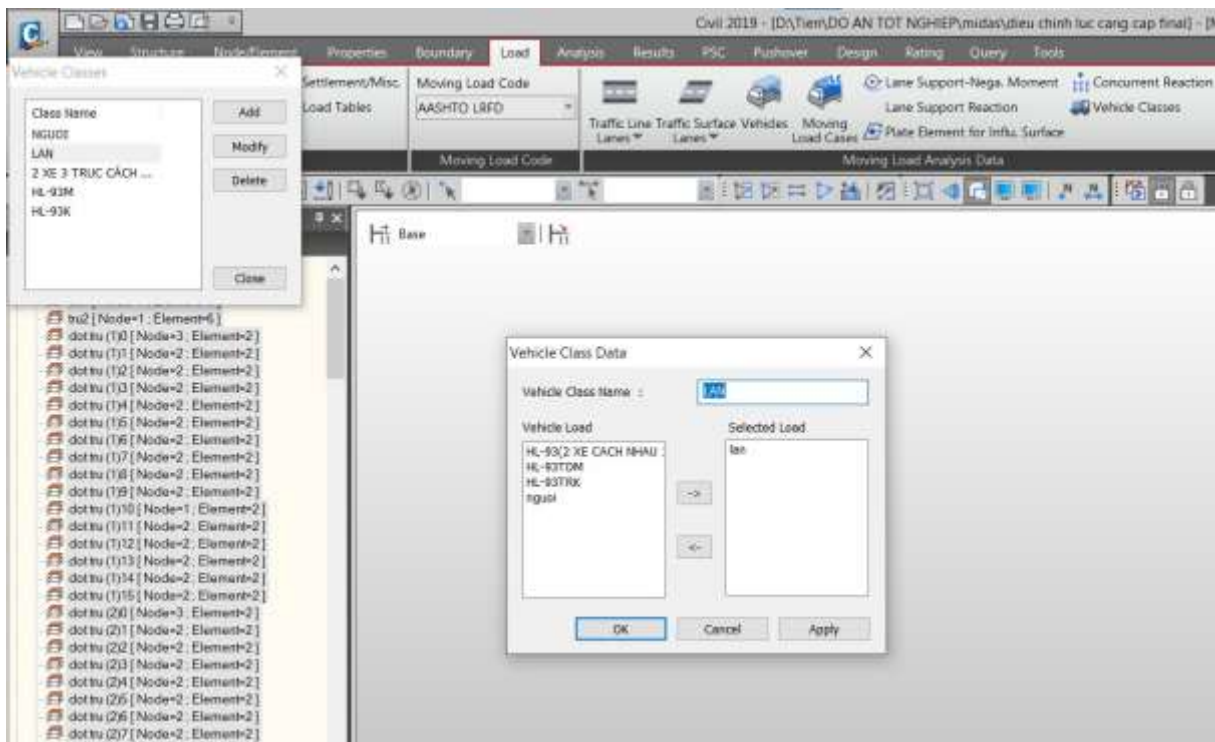 Civil 2019 - [D:\Tien\DO AN TOT NGHIEP\midas\dieu chinh luc cang cap final] - [M
View Structure Node/Element Properties Boundary Load Analysis Results PSC Pushover Design Rating Query Tools
Vehicle Classes
Class Name
NGUOI
LAN
2 XE 3 TRUC CÁCH ...
HL-93M
HL-93K
Add
Modify
Delete
Close
Settlement/Misc.
Load Tables
Moving Load Code
AASHTO LRFD
Moving Load Code
Traffic Line Lanes
Traffic Surface Lanes
Vehicles
Moving Load Cases
Lane Support-Nega. Moment
Lane Support Reaction
Plate Element for Influ. Surface
Concurrent Reaction
Vehicle Classes
Moving Load Analysis Data
Base
tru2 [ Node=1 ; Element=6 ]
dot tru (1)0 [ Node=3 ; Element=2 ]
dot tru (1)1 [ Node=2 ; Element=2 ]
dot tru (1)2 [ Node=2 ; Element=2 ]
dot tru (1)3 [ Node=2 ; Element=2 ]
dot tru (1)4 [ Node=2 ; Element=2 ]
dot tru (1)5 [ Node=2 ; Element=2 ]
dot tru (1)6 [ Node=2 ; Element=2 ]
dot tru (1)7 [ Node=2 ; Element=2 ]
dot tru (1)8 [ Node=2 ; Element=2 ]
dot tru (1)9 [ Node=2 ; Element=2 ]
dot tru (1)10 [ Node=1 ; Element=2 ]
dot tru (1)11 [ Node=2 ; Element=2 ]
dot tru (1)12 [ Node=2 ; Element=2 ]
dot tru (1)13 [ Node=2 ; Element=2 ]
dot tru (1)14 [ Node=2 ; Element=2 ]
dot tru (1)15 [ Node=2 ; Element=2 ]
dot tru (2)0 [ Node=3 ; Element=2 ]
dot tru (2)1 [ Node=2 ; Element=2 ]
dot tru (2)2 [ Node=2 ; Element=2 ]
dot tru (2)3 [ Node=2 ; Element=2 ]
dot tru (2)4 [ Node=2 ; Element=2 ]
dot tru (2)5 [ Node=2 ; Element=2 ]
dot tru (2)6 [ Node=2 ; Element=2 ]
dot tru (2)7 [ Node=2 ; Element=2 ]
Vehicle Class Data
Vehicle Class Name :
LAN
Vehicle Load
HL-93(2 XE CACH NHAU
HL-93TDM
HL-93TRK
nguoi
->
<-
Selected Load
lan
OK
Cancel
Apply